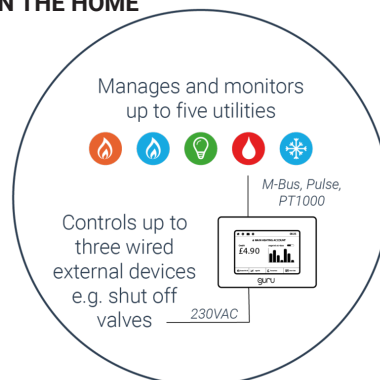 N THE HOME
Manages and monitors
up to five utilities
M-Bus, Pulse,
PT1000
Controls up to
three wired
external devices
e.g. shut off
valves
£4.90
guru
230VAC